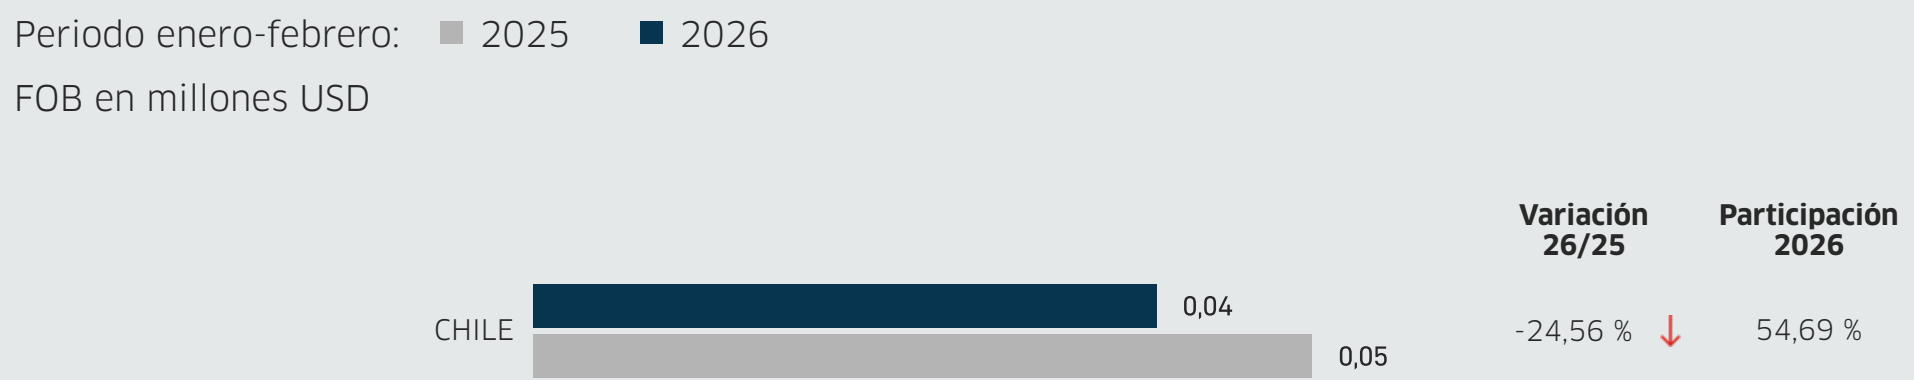 Periodo enero-febrero: 2025 2026
FOB en millones USD
Variación Participación
26/25 2026
0,04
CHILE -24,56 % ↓ 54,69 %
0,05